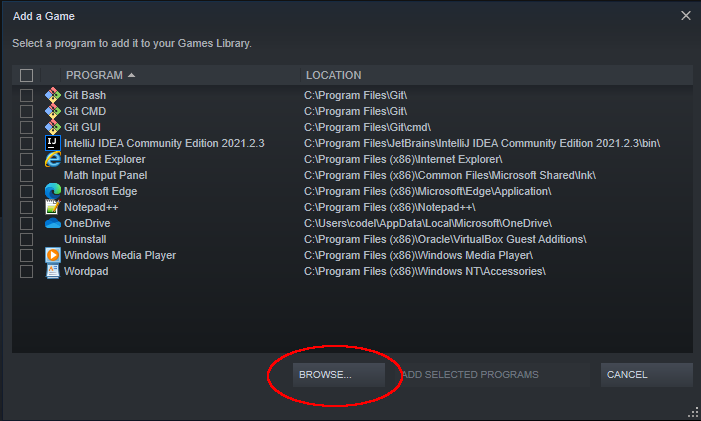 Add a Game
Select a program to add it to your Games Library.
PROGRAM LOCATION
Git Bash C:\Program Files\Git\
Git CMD C:\Program Files\Git\
Git GUI C:\Program Files\Git\cmd\
IJ IntelliJ IDEA Community Edition 2021.2.3 C:\Program Files\JetBrains\IntelliJ IDEA Community Edition 2021.2.3\bin\
Internet Explorer C:\Program Files (x86)\Internet Explorer\
Math Input Panel C:\Program Files (x86)\Common Files\Microsoft Shared\Ink\
Microsoft Edge C:\Program Files (x86)\Microsoft\Edge\Application\
Notepad++ C:\Program Files (x86)\Notepad++\
OneDrive C:\Users\codel\AppData\Local\Microsoft\OneDrive\
Uninstall C:\Program Files (x86)\Oracle\VirtualBox Guest Additions\
Windows Media Player C:\Program Files (x86)\Windows Media Player\
Wordpad C:\Program Files (x86)\Windows NT\Accessories\
BROWSE... ADD SELECTED PROGRAMS CANCEL